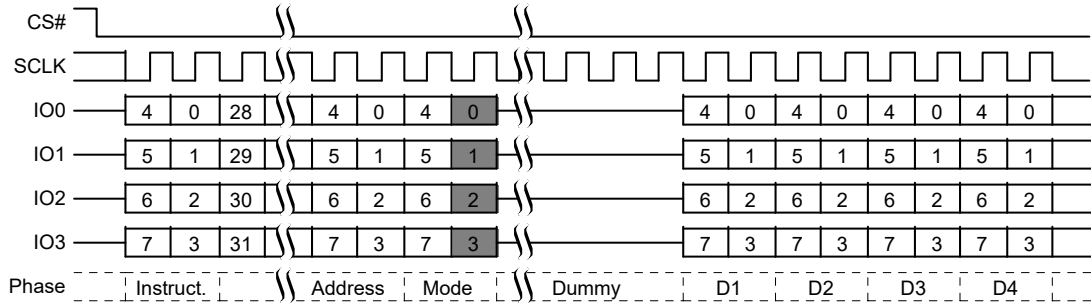 CS#
SCLK
IO0 4 0 28 4 0 4 0 4 0 4 0 4 0 4 0
IO1 5 1 29 5 1 5 1 5 1 5 1 5 1 5 1
IO2 6 2 30 6 2 6 2 6 2 6 2 6 2 6 2
IO3 7 3 31 7 3 7 3 7 3 7 3 7 3 7 3
Phase Instruct. Address Mode Dummy D1 D2 D3 D4